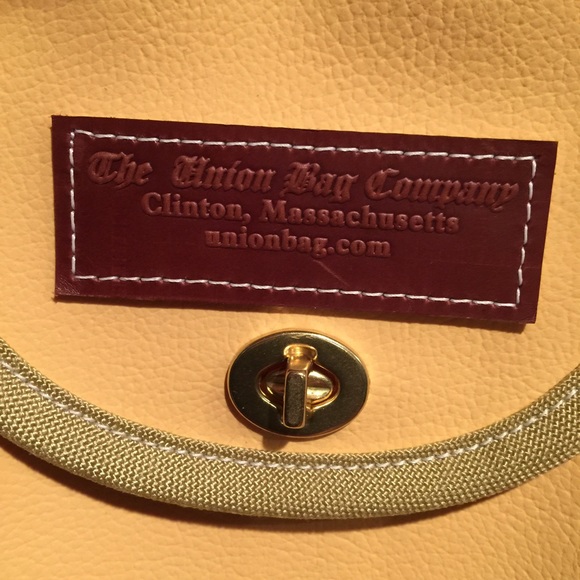 The Union Bag Company
Clinton, Massachusetts
unionbag.com